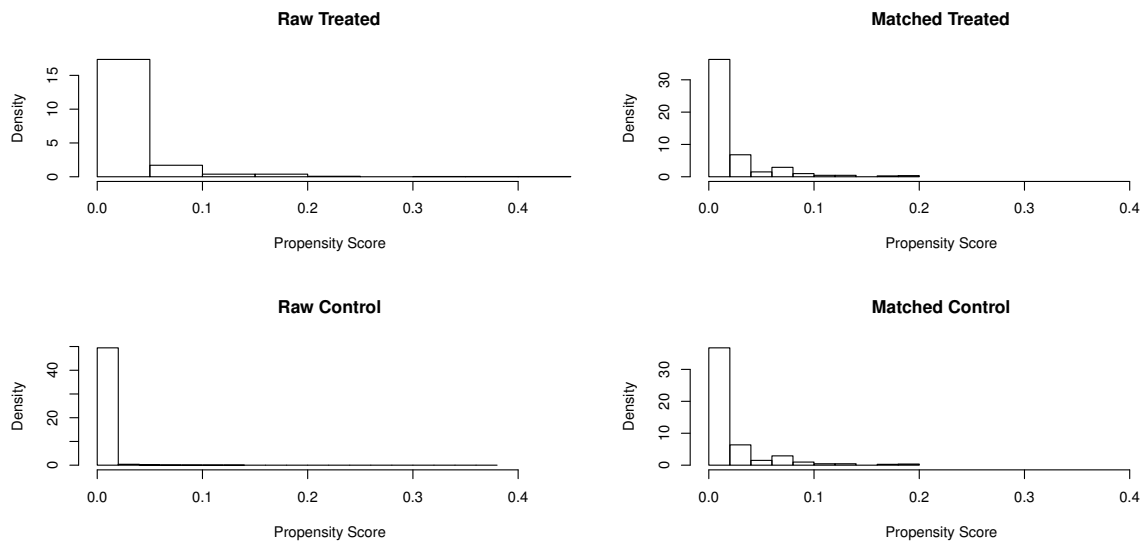 Raw Treated
Density
0 5 10 15
0.0 0.1 0.2 0.3 0.4
Propensity Score
Matched Treated
Density
0 10 20 30
0.0 0.1 0.2 0.3 0.4
Propensity Score
Raw Control
Density
0 20 40
0.0 0.1 0.2 0.3 0.4
Propensity Score
Matched Control
Density
0 10 20 30
0.0 0.1 0.2 0.3 0.4
Propensity Score